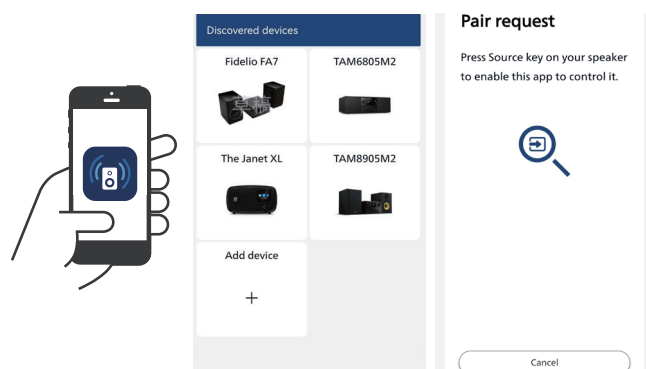 Discovered devices
Fidelio FA7
TAM6805M2
The Janet XL
TAM8905M2
Add device
Pair request
Press Source key on your speaker
to enable this app to control it.
Cancel